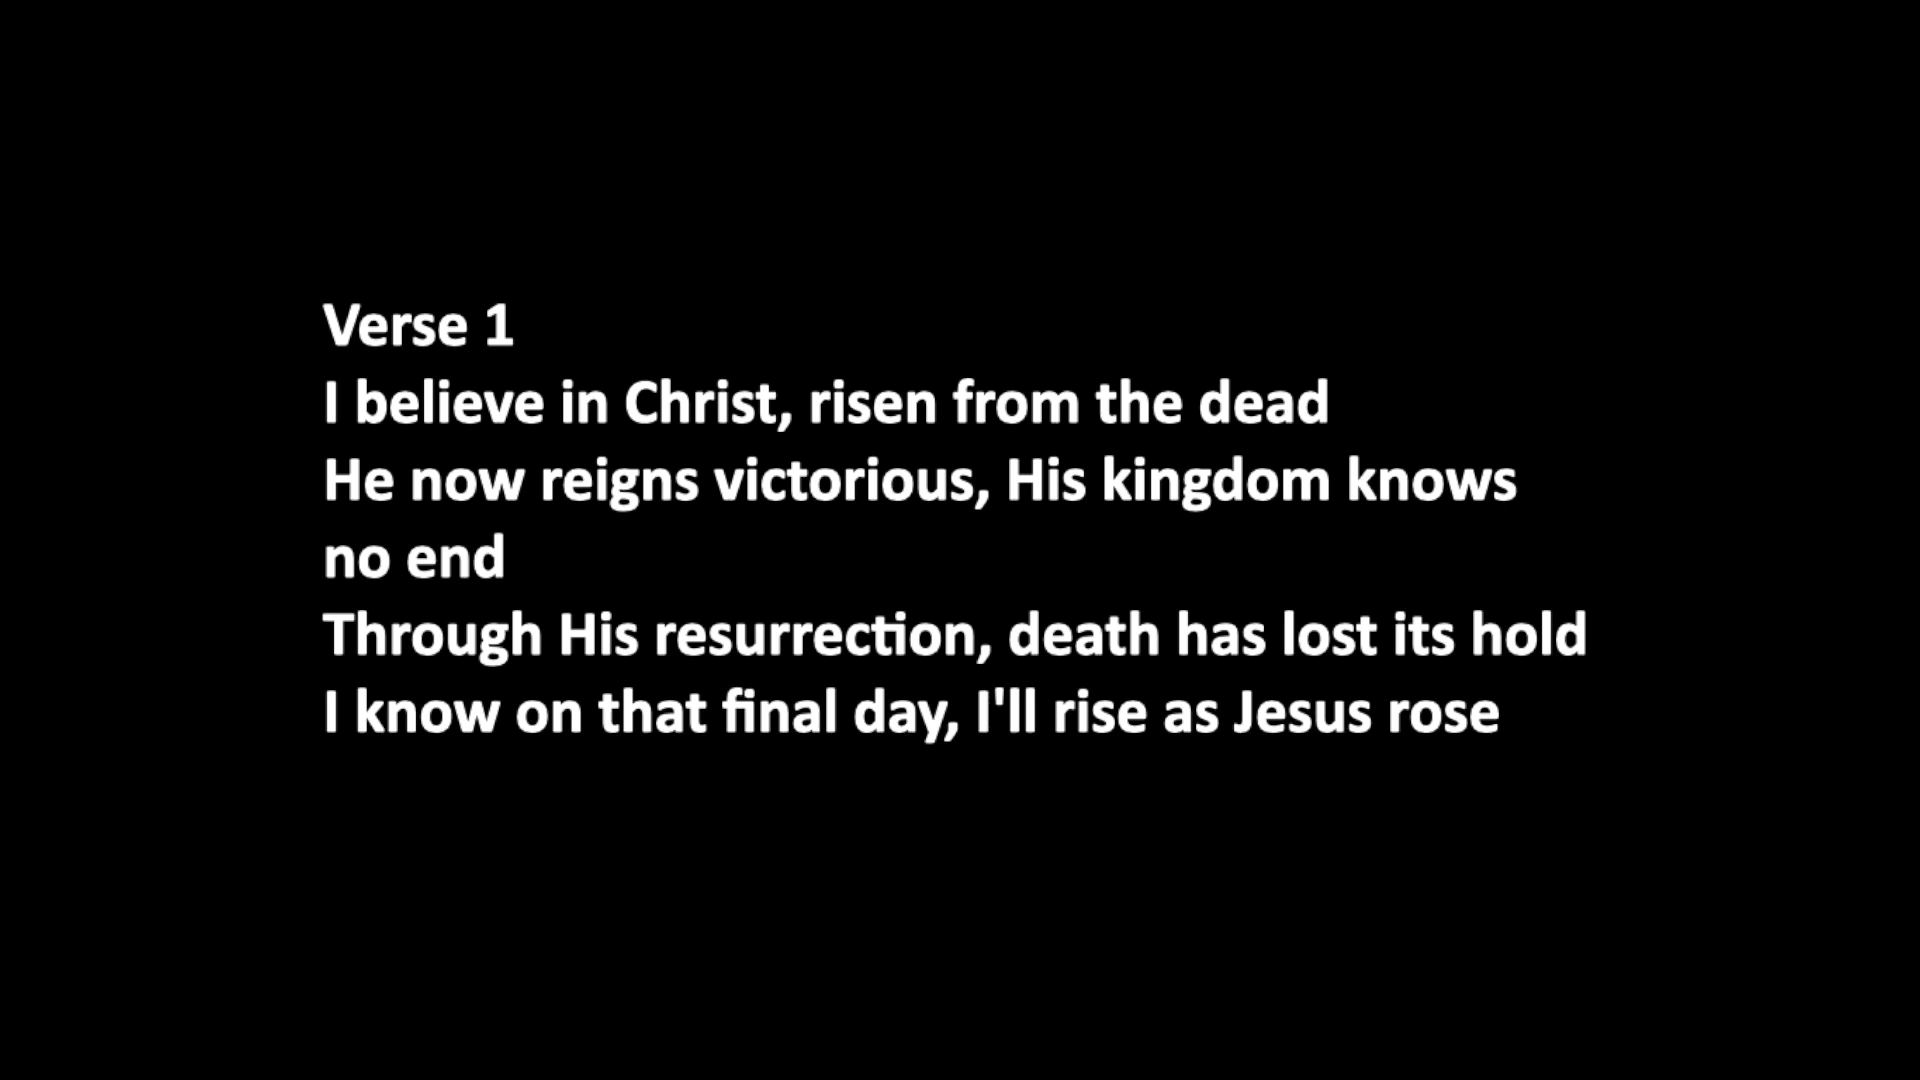 Verse 1
I believe in Christ, risen from the dead
He now reigns victorious, His kingdom knows
no end
Through His resurrection, death has lost its hold
I know on that final day, I'll rise as Jesus rose